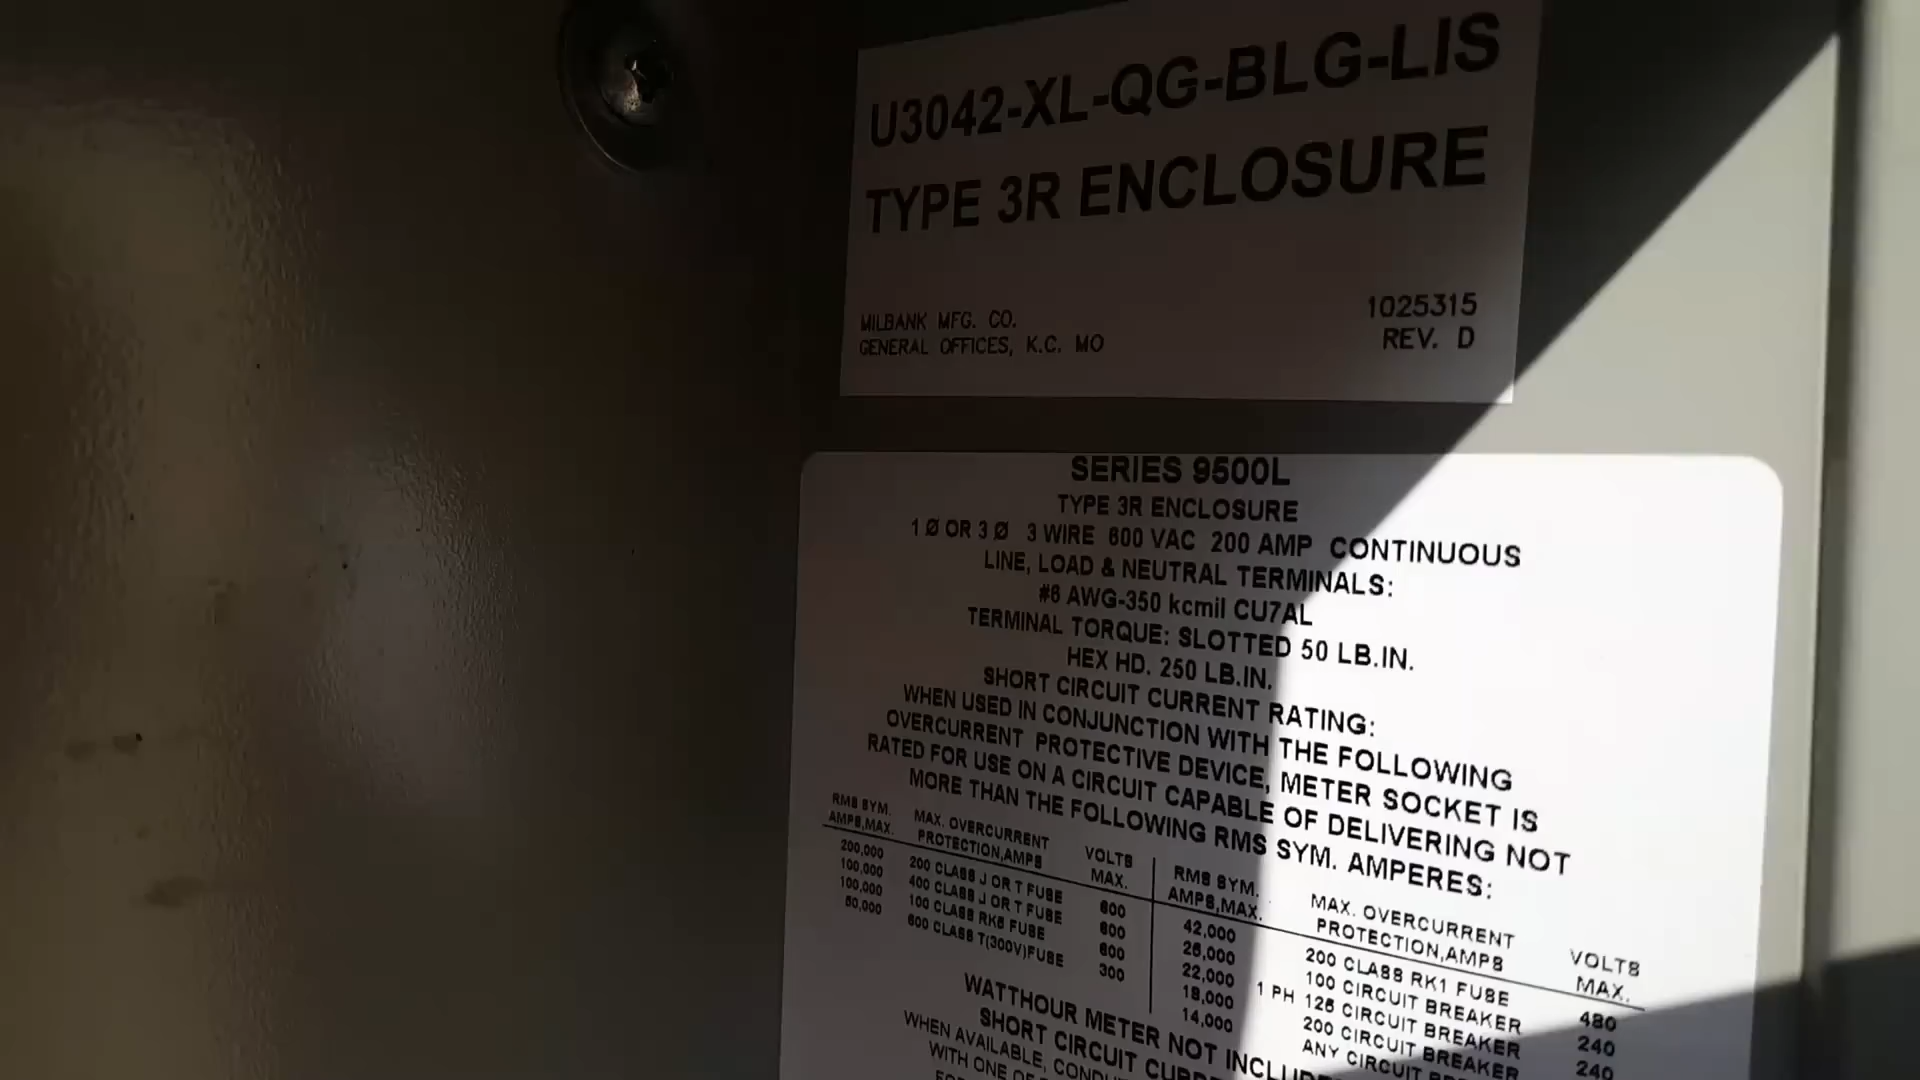 U3042-XL-QG-BLG-LIS
TYPE 3R ENCLOSURE
MILBANK MFG. CO.
GENERAL OFFICES, K.C. MO
1025315
REV. D
SERIES 9500L
TYPE 3R ENCLOSURE
1 Ø OR 3 Ø 3 WIRE 600 VAC 200 AMP CONTINUOUS
LINE, LOAD & NEUTRAL TERMINALS:
#6 AWG-350 kcmil CU7AL
TERMINAL TORQUE: SLOTTED 50 LB.IN.
HEX HD. 250 LB.IN.
SHORT CIRCUIT CURRENT RATING:
WHEN USED IN CONJUNCTION WITH THE FOLLOWING
OVERCURRENT PROTECTIVE DEVICE, METER SOCKET IS
RATED FOR USE ON A CIRCUIT CAPABLE OF DELIVERING NOT
MORE THAN THE FOLLOWING RMS SYM. AMPERES:
RMS SYM. AMPS,MAX. MAX. OVERCURRENT PROTECTION,AMPS VOLTS MAX.
200,000 200 CLASS J OR T FUSE 600
100,000 400 CLASS J OR T FUSE 600
100,000 100 CLASS RK5 FUSE 600
50,000 600 CLASS T(300V)FUSE 300
RMS SYM. AMPS,MAX. MAX. OVERCURRENT PROTECTION,AMPS VOLTS MAX.
42,000 200 CLASS RK1 FUSE 480
25,000 100 CIRCUIT BREAKER 240
22,000 1 PH 125 CIRCUIT BREAKER 240
18,000 200 CIRCUIT BREAKER
14,000 ANY CIRCUIT
WATTHOUR METER NOT
SHORT CIRCUIT
WHEN AVAILABLE,
WITH ONE